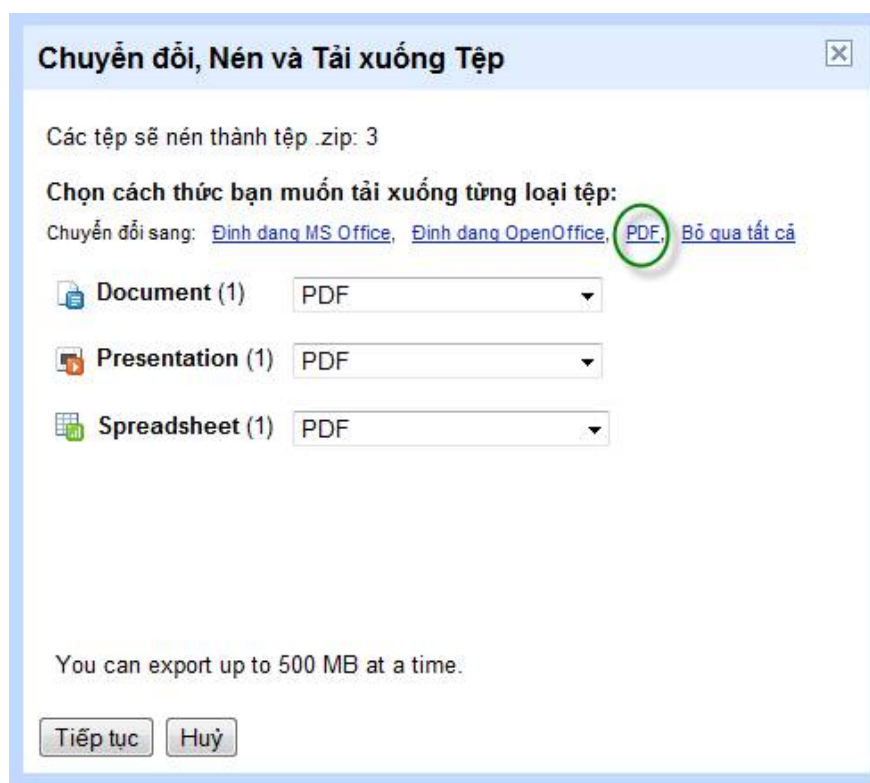 Chuyển đổi, Nén và Tải xuống Tệp
Các tệp sẽ nén thành tệp .zip: 3
Chọn cách thức bạn muốn tải xuống từng loại tệp:
Chuyển đổi sang: Định dạng MS Office, Định dạng OpenOffice, PDF, Bỏ qua tất cả
Document (1) PDF
Presentation (1) PDF
Spreadsheet (1) PDF
You can export up to 500 MB at a time.
Tiếp tục Huỷ